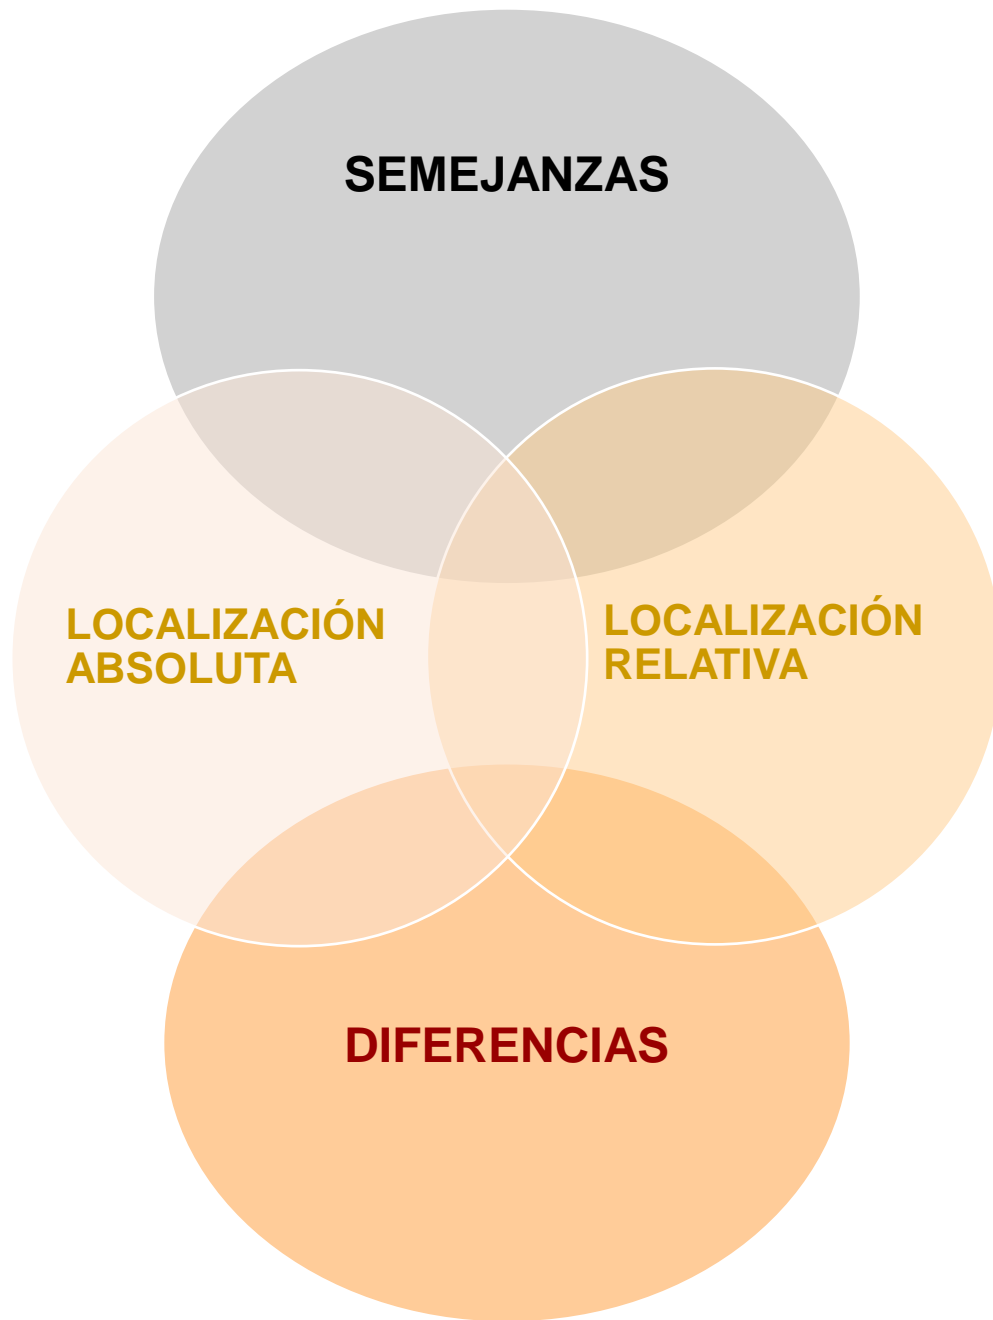 SEMEJANZAS
LOCALIZACIÓN
ABSOLUTA
LOCALIZACIÓN
RELATIVA
DIFERENCIAS